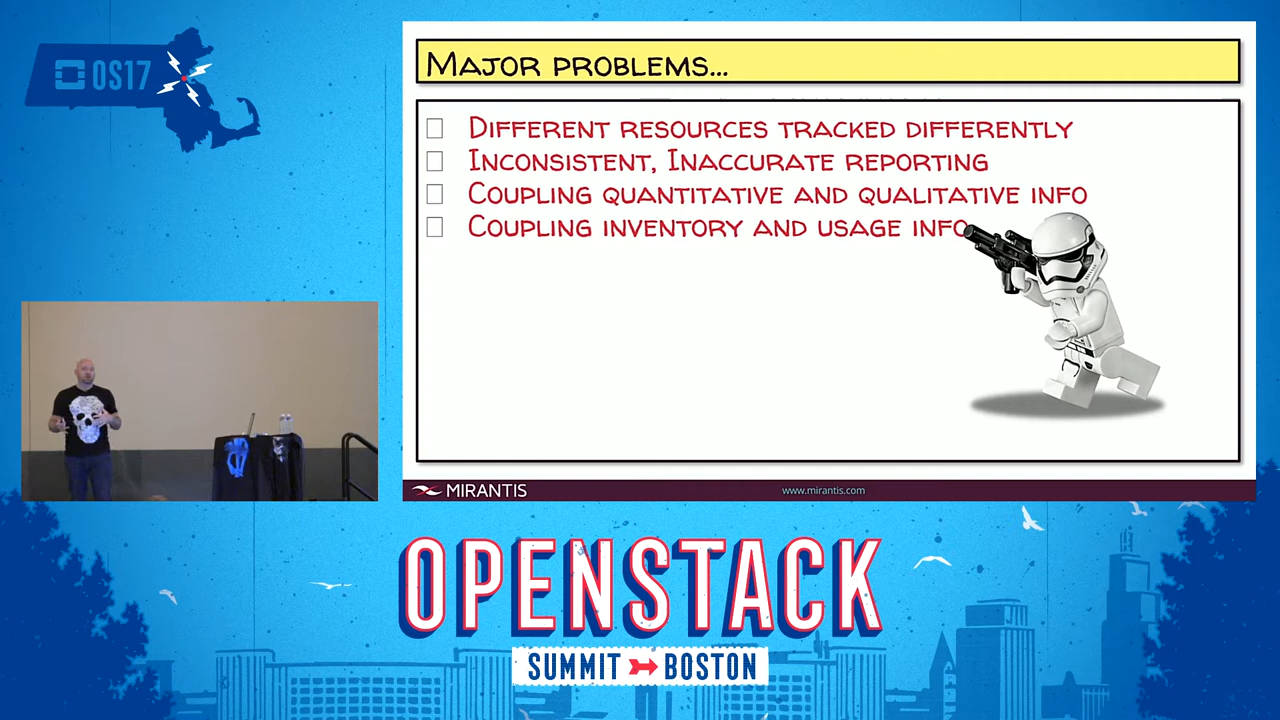 OS17
MAJOR PROBLEMS...
DIFFERENT RESOURCES TRACKED DIFFERENTLY
INCONSISTENT, INACCURATE REPORTING
COUPLING QUANTITATIVE AND QUALITATIVE INFO
COUPLING INVENTORY AND USAGE INFO
MIRANTIS
www.mirantis.com
OPENSTACK
SUMMIT BOSTON